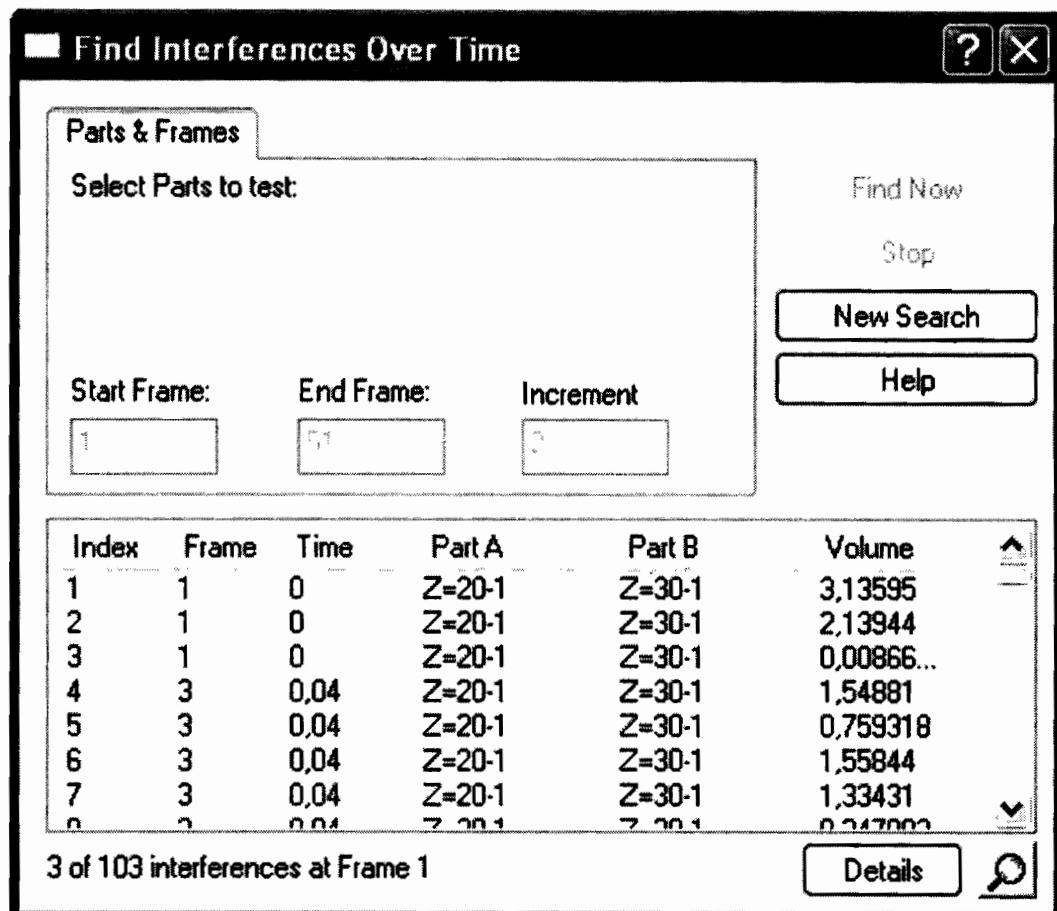 Find Interferences Over Time
Parts & Frames
Select Parts to test:
Find Now
Stop
New Search
Help
Start Frame: End Frame: Increment
1 51
Index Frame Time Part A Part B Volume
1 1 0 Z=20-1 Z=30-1 3,13595
2 1 0 Z=20-1 Z=30-1 2,13944
3 1 0 Z=20-1 Z=30-1 0,00866...
4 3 0,04 Z=20-1 Z=30-1 1,54881
5 3 0,04 Z=20-1 Z=30-1 0,759318
6 3 0,04 Z=20-1 Z=30-1 1,55844
7 3 0,04 Z=20-1 Z=30-1 1,33431
3 of 103 interferences at Frame 1
Details